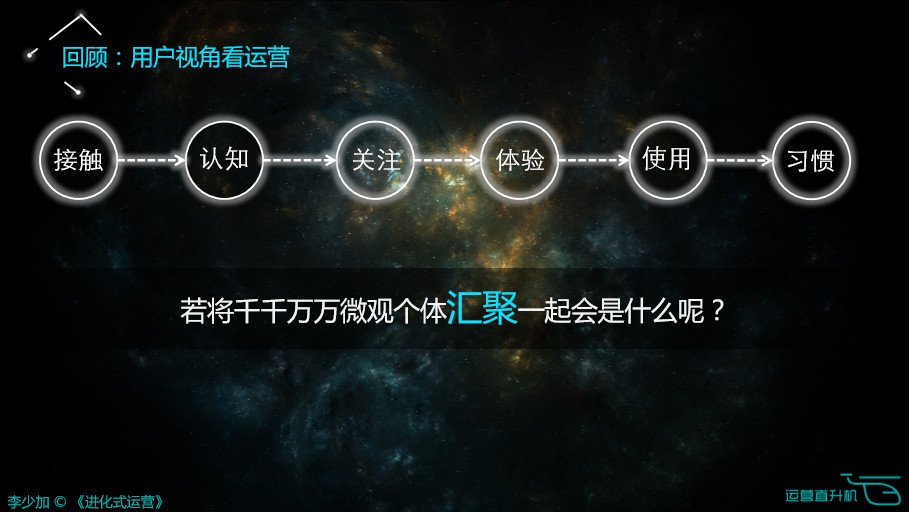 回顾：用户视角看运营
接触 认知 关注 体验 使用 习惯
若将千千万万微观个体汇聚一起会是什么呢？
李少加 © 《进化式运营》
运营直升机